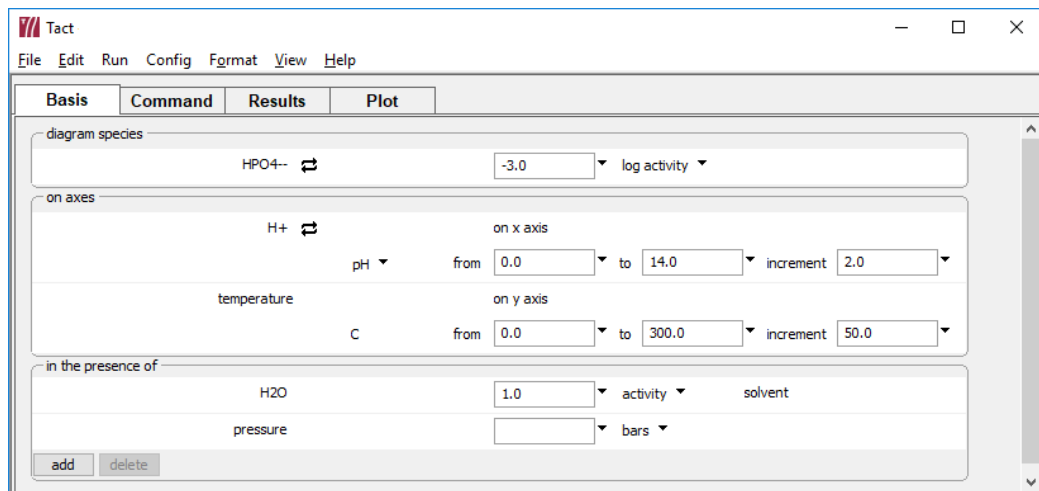 Tact
File Edit Run Config Format View Help
Basis Command Results Plot
diagram species
HPO4-- -3.0 log activity
on axes
H+ on x axis
pH from 0.0 to 14.0 increment 2.0
temperature on y axis
C from 0.0 to 300.0 increment 50.0
in the presence of
H2O 1.0 activity solvent
pressure bars
add delete